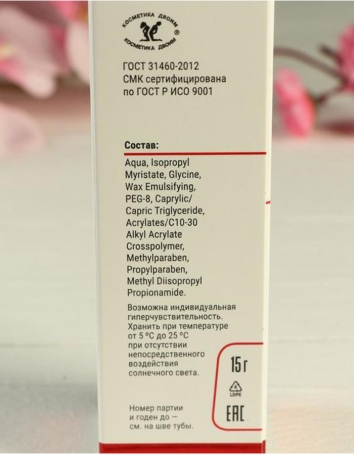 КОСМЕТИКА ДВОИМ
КОСМЕТИКА ДВОИМ
®
ГОСТ 31460-2012
СМК сертифицирована
по ГОСТ Р ИСО 9001
Состав:
Aqua, Isopropyl
Myristate, Glycine,
Wax Emulsifying,
PEG-8, Caprylic/
Capric Triglyceride,
Acrylates/C10-30
Alkyl Acrylate
Crosspolymer,
Methylparaben,
Propylparaben,
Methyl Diisopropyl
Propionamide.
Возможна индивидуальная
гиперчувствительность.
Хранить при температуре
от 5 °С до 25 °С
при отсутствии
непосредственного
воздействия
солнечного света.
15 г
4
LDPE
EAC
Номер партии
и годен до –
см. на шве тубы.